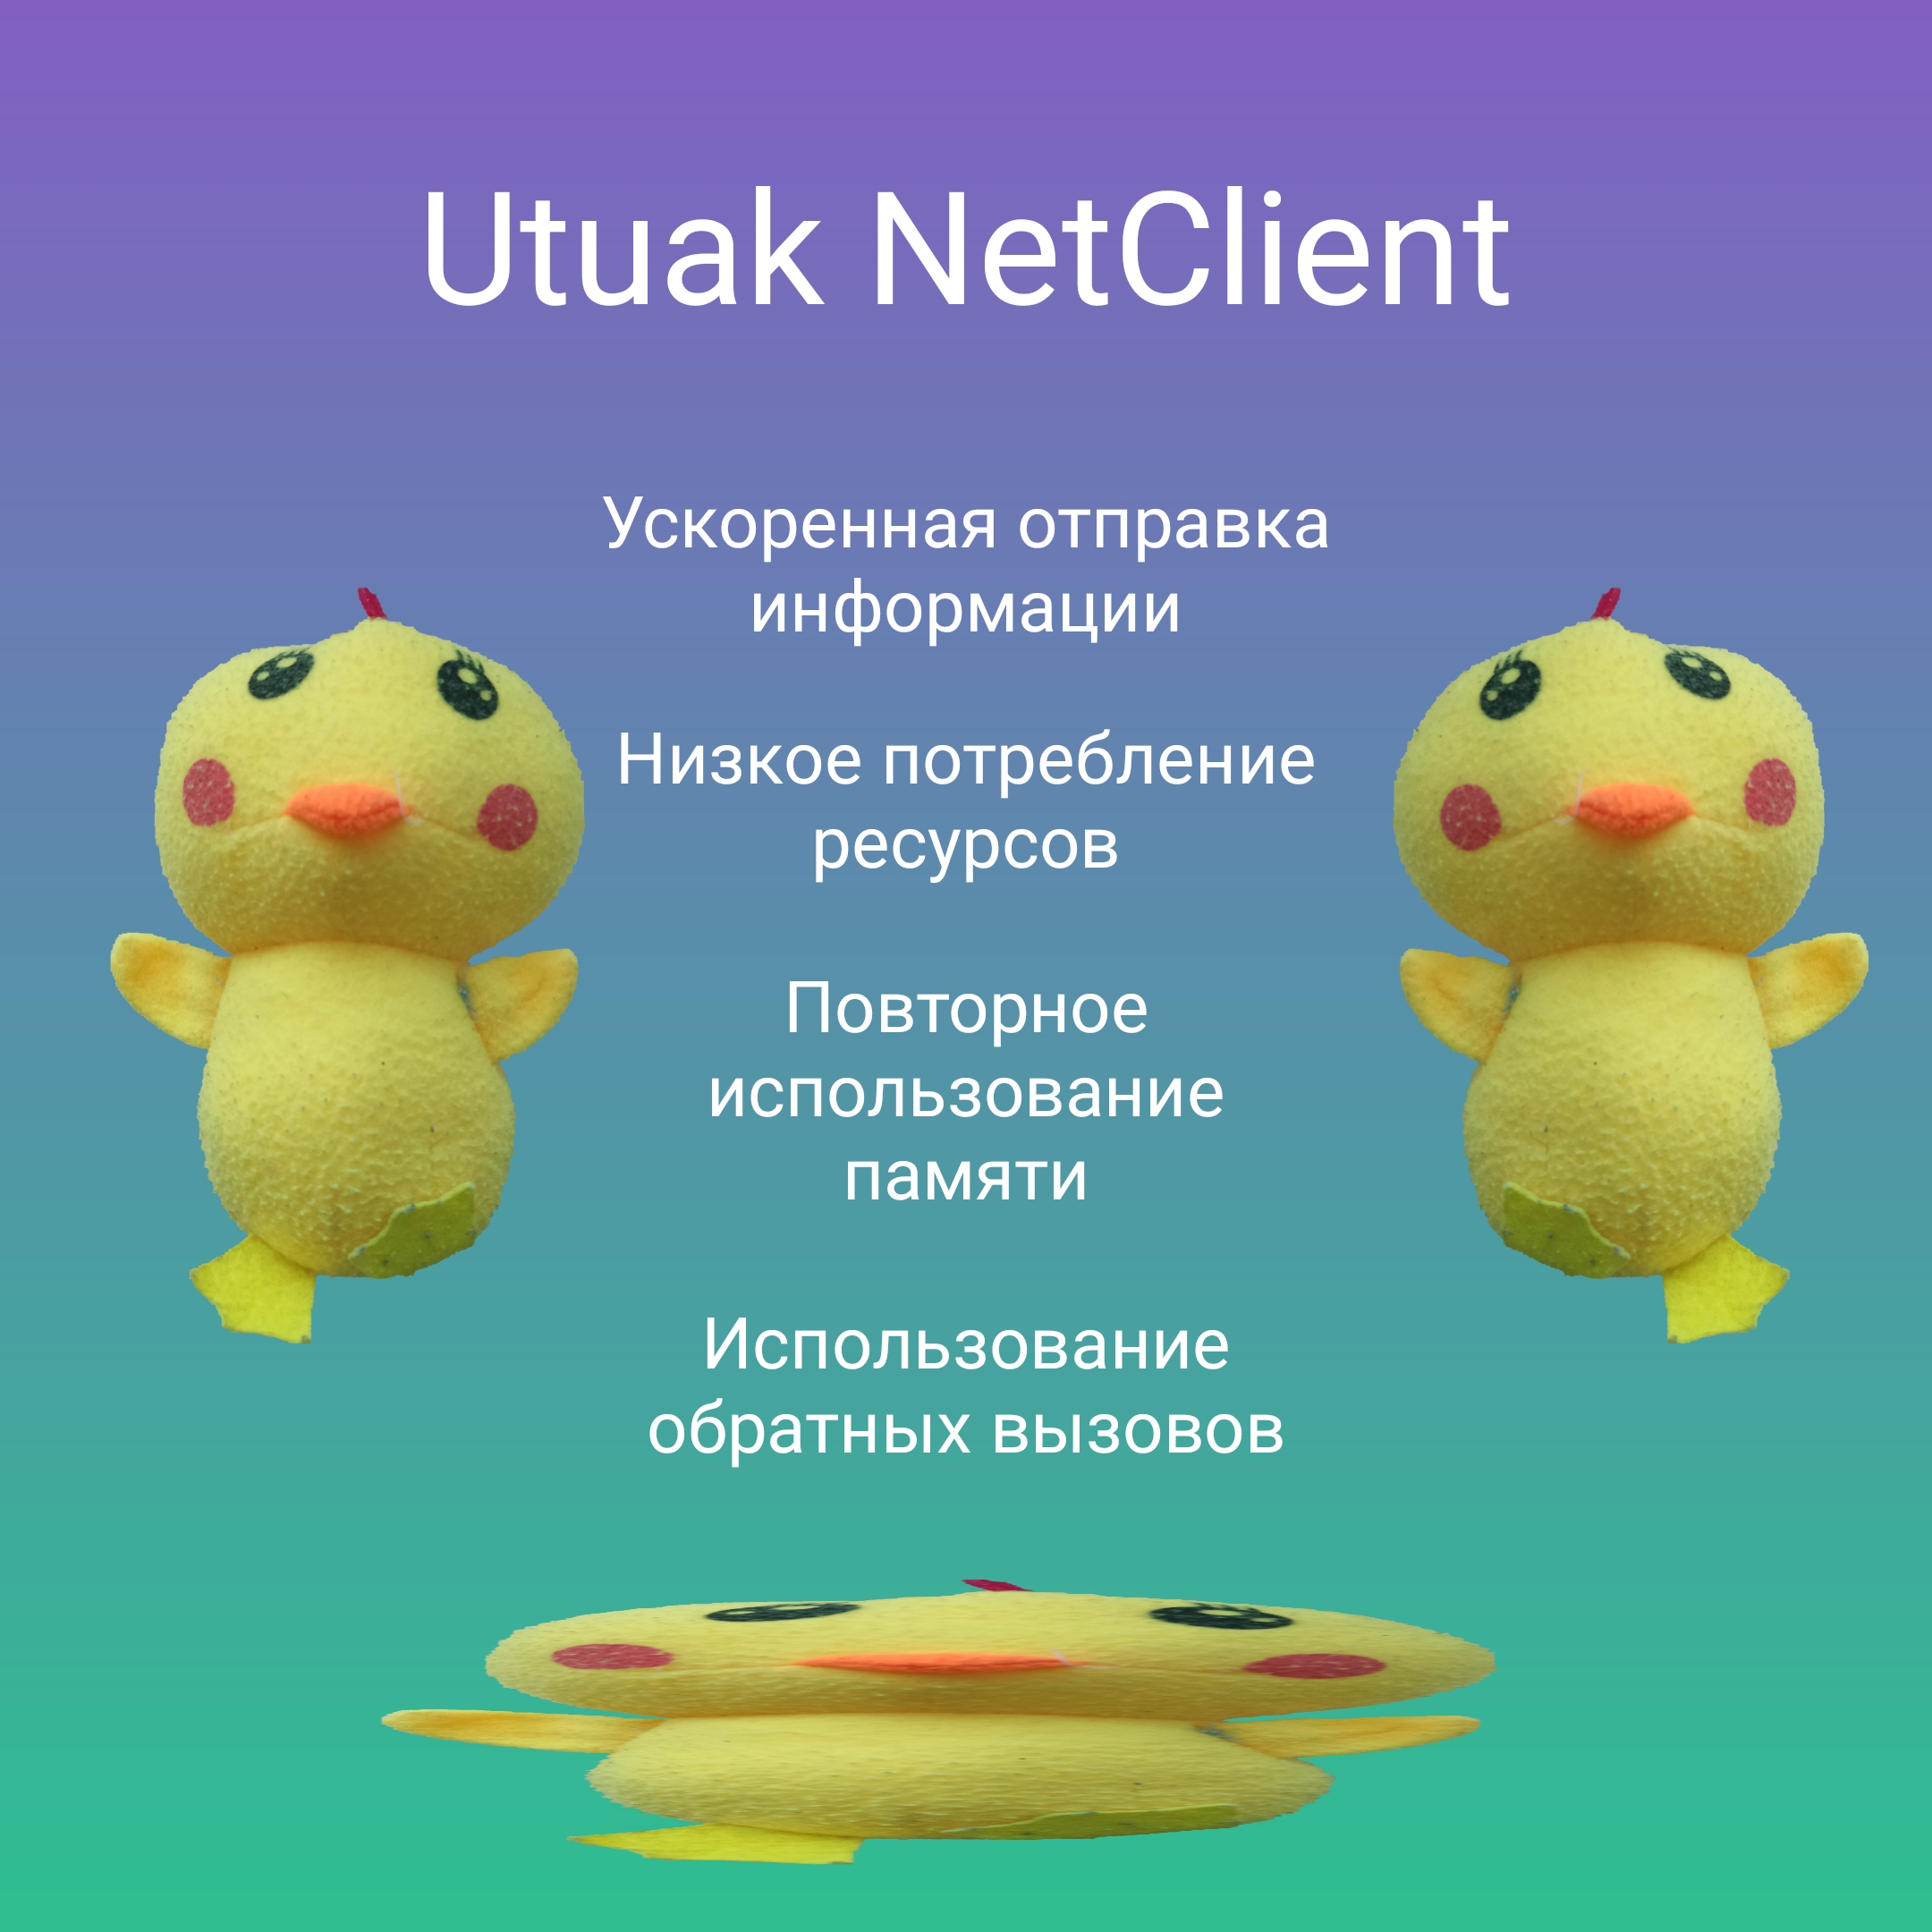 Utuak NetClient
Ускоренная отправка
информации
Низкое потребление
ресурсов
Повторное
использование
памяти
Использование
обратных вызовов